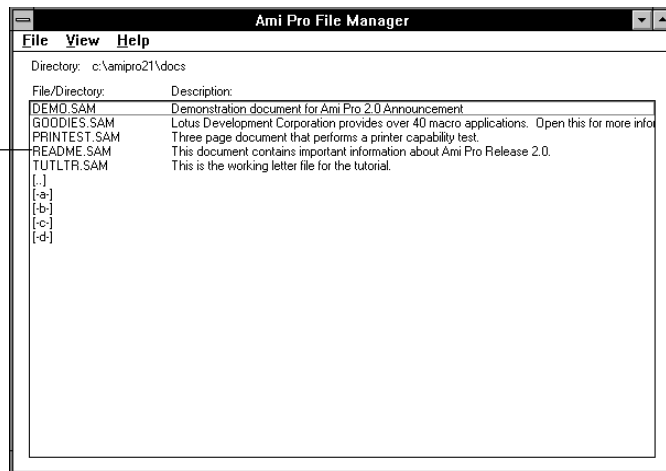 Ami Pro File Manager
File View Help
Directory: c:\amipro21\docs
File/Directory: Description:
DEMO.SAM Demonstration document for Ami Pro 2.0 Announcement
GOODIES.SAM Lotus Development Corporation provides over 40 macro applications. Open this for more infor
PRINTEST.SAM Three page document that performs a printer capability test.
README.SAM This document contains important information about Ami Pro Release 2.0.
TUTLTR.SAM This is the working letter file for the tutorial.
[..]
[-a-]
[-b-]
[-c-]
[-d-]